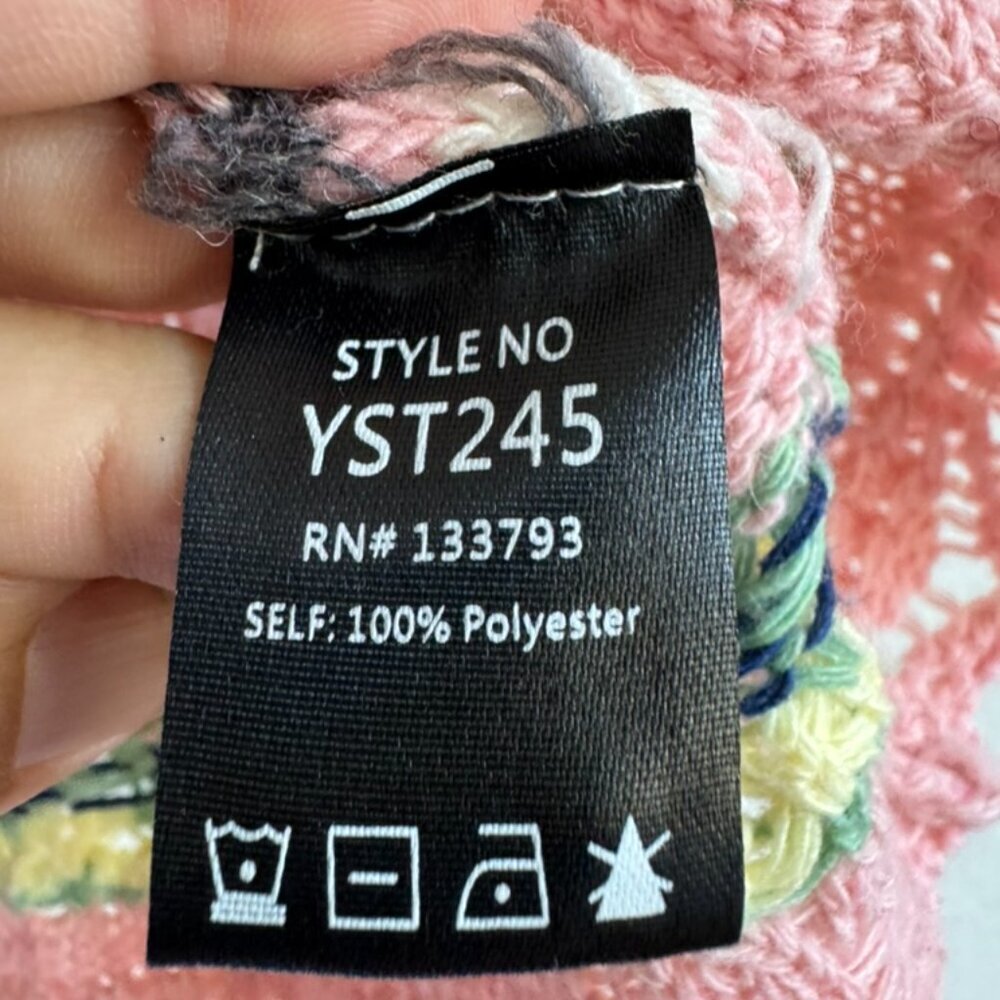 STYLE NO
YST245
RN# 133793
SELF: 100% Polyester